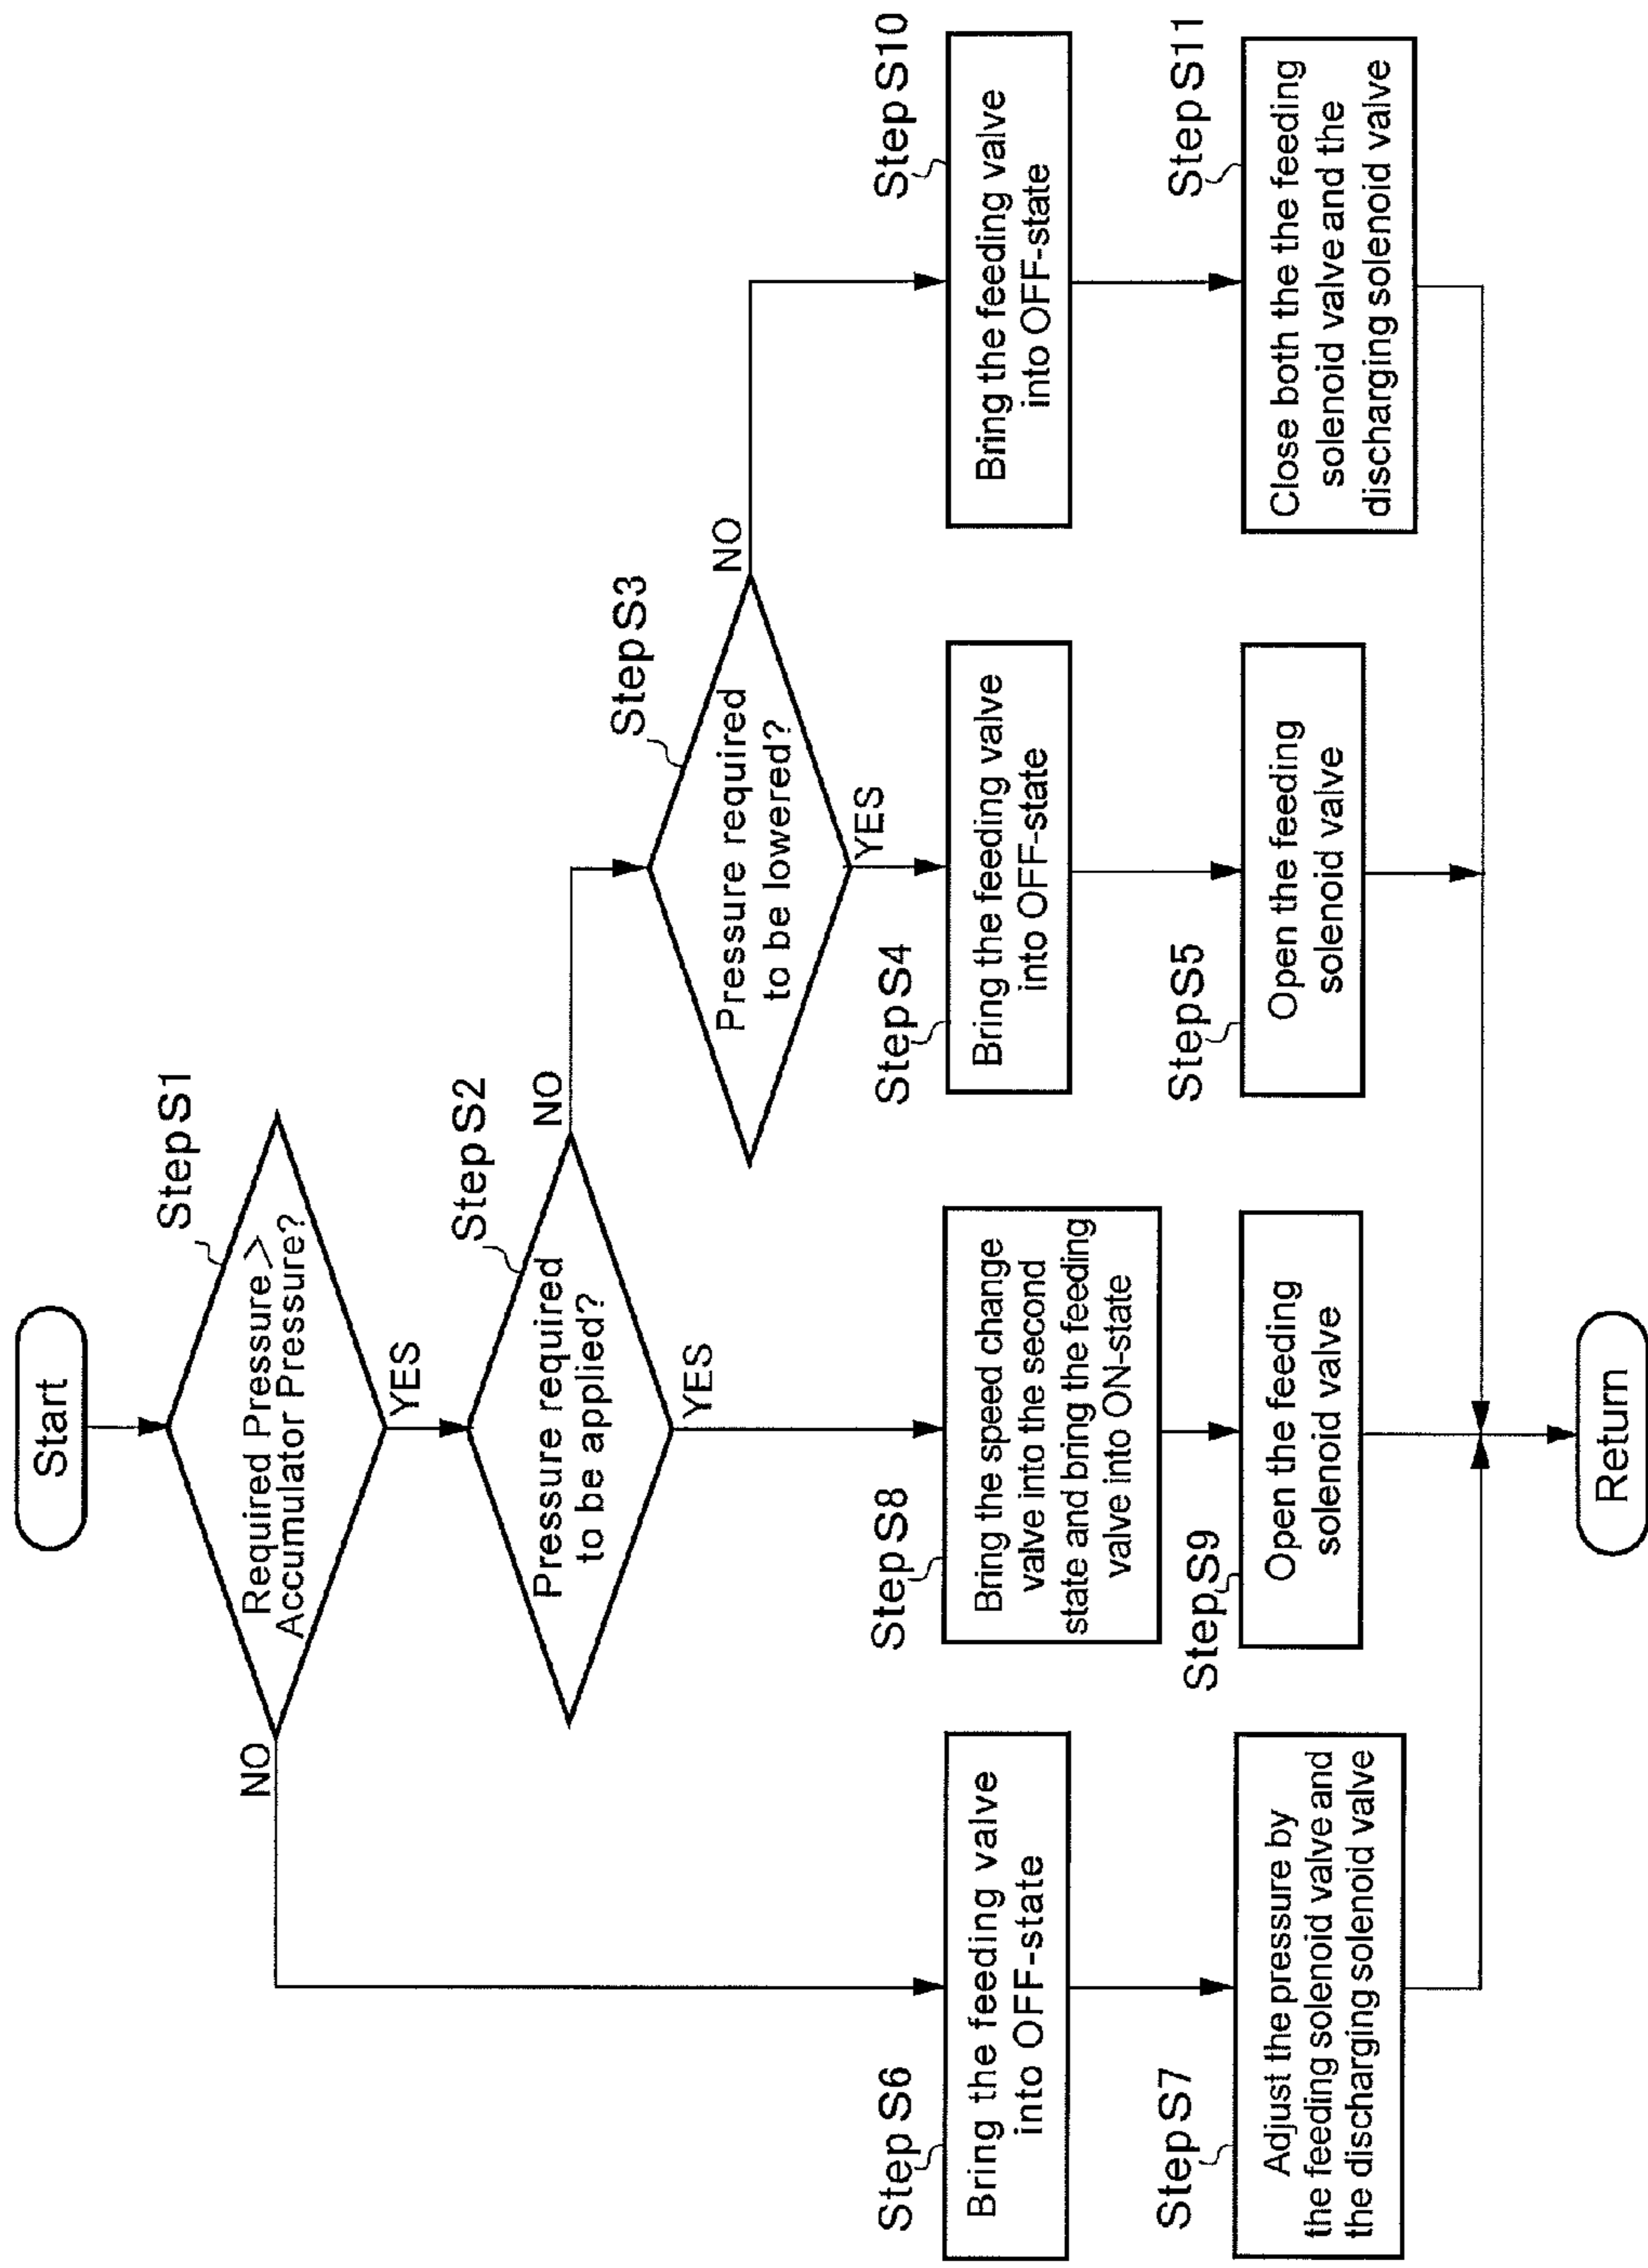 Start
Step S1
Required Pressure >
Accumulator Pressure?
NO
YES
Step S2
Pressure required
to be applied?
NO
YES
Step S3
Pressure required
to be lowered?
NO
YES
Step S6
Bring the feeding valve
into OFF-state
Step S8
Bring the speed change
valve into the second
state and bring the feeding
valve into ON-state
Step S4
Bring the feeding valve
into OFF-state
Step S10
Bring the feeding valve
into OFF-state
Step S7
Adjust the pressure by
the feeding solenoid valve and
the discharging solenoid valve
Step S9
Open the feeding
solenoid valve
Step S5
Open the feeding
solenoid valve
Step S11
Close both the the feeding
solenoid valve and the
discharging solenoid valve
Return